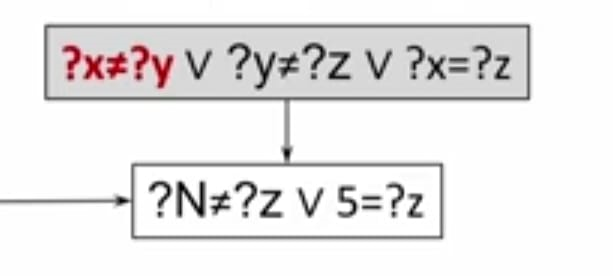 ?x≠?y ∨ ?y≠?z ∨ ?x=?z
?N≠?z ∨ 5=?z